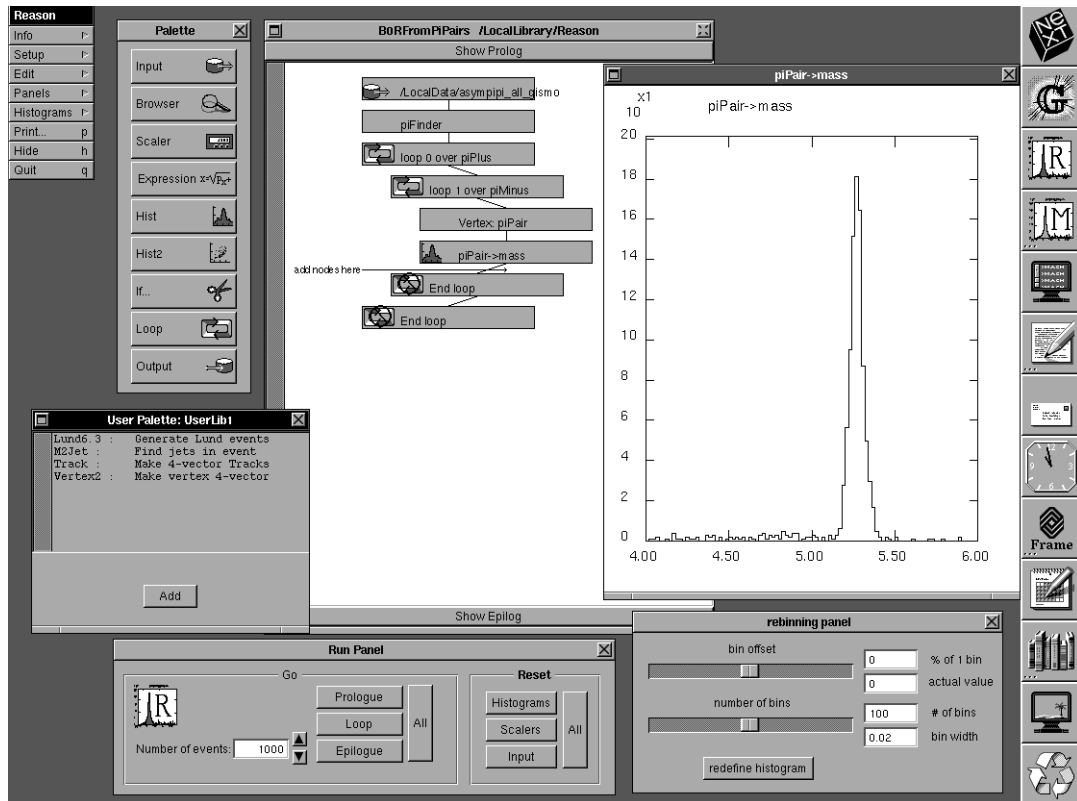 Reason
Info
Setup
Edit
Panels
Histograms
Print... p
Hide h
Quit q
Palette
Input
Browser
Scaler
Expression x=√Px+
Hist
Hist2
If...
Loop
Output
B0RFromPiPairs /LocalLibrary/Reason
Show Prolog
/LocalData/asympipi_all_gismo
piFinder
loop 0 over piPlus
loop 1 over piMinus
Vertex: piPair
piPair->mass
add nodes here
End loop
End loop
Show Epilog
piPair->mass
x1
10
piPair->mass
20
18
16
14
12
10
8
6
4
2
0
4.00 4.50 5.00 5.50 6.00
User Palette: UserLib1
Lund6.3 : Generate Lund events
M2Jet : Find jets in event
Track : Make 4-vector Tracks
Vertex2 : Make vertex 4-vector
Add
Run Panel
Go
R
Number of events: 1000
Prologue
Loop
Epilogue
All
Reset
Histograms
Scalers
Input
All
rebinning panel
bin offset
0 % of 1 bin
0 actual value
number of bins
100 # of bins
0.02 bin width
redefine histogram
NeXT
G
R
M
Frame